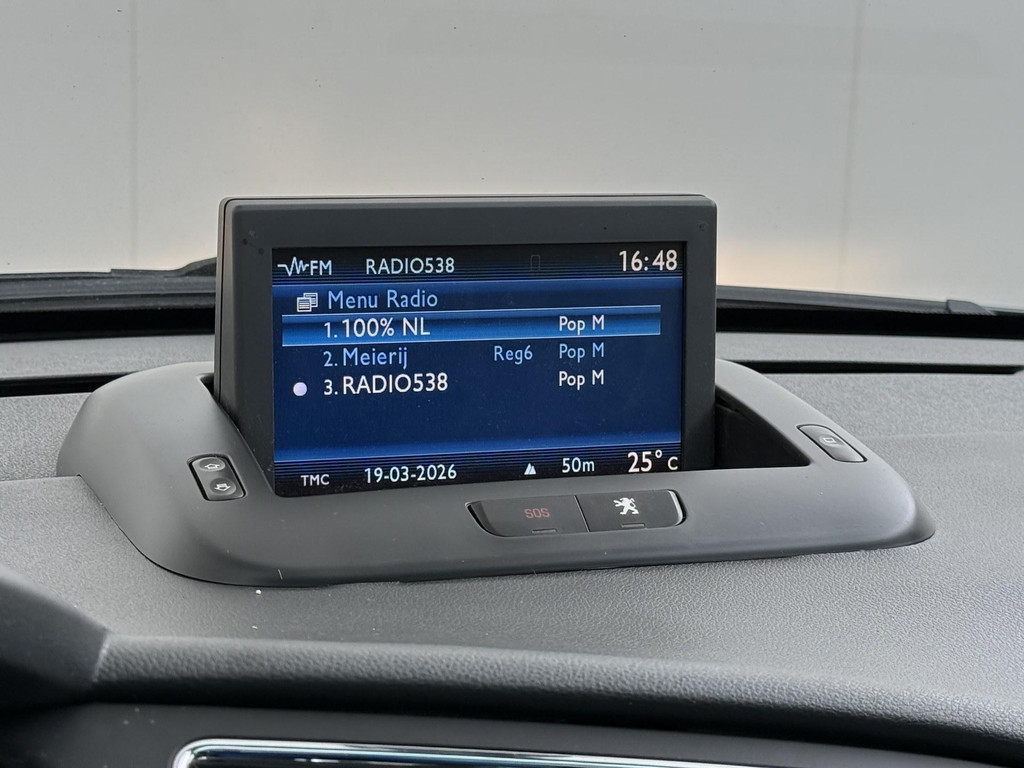 FM RADIO538 16:48
Menu Radio
1. 100% NL Pop M
2. Meierij Reg6 Pop M
3. RADIO538 Pop M
TMC 19-03-2026 50m 25° C
SOS